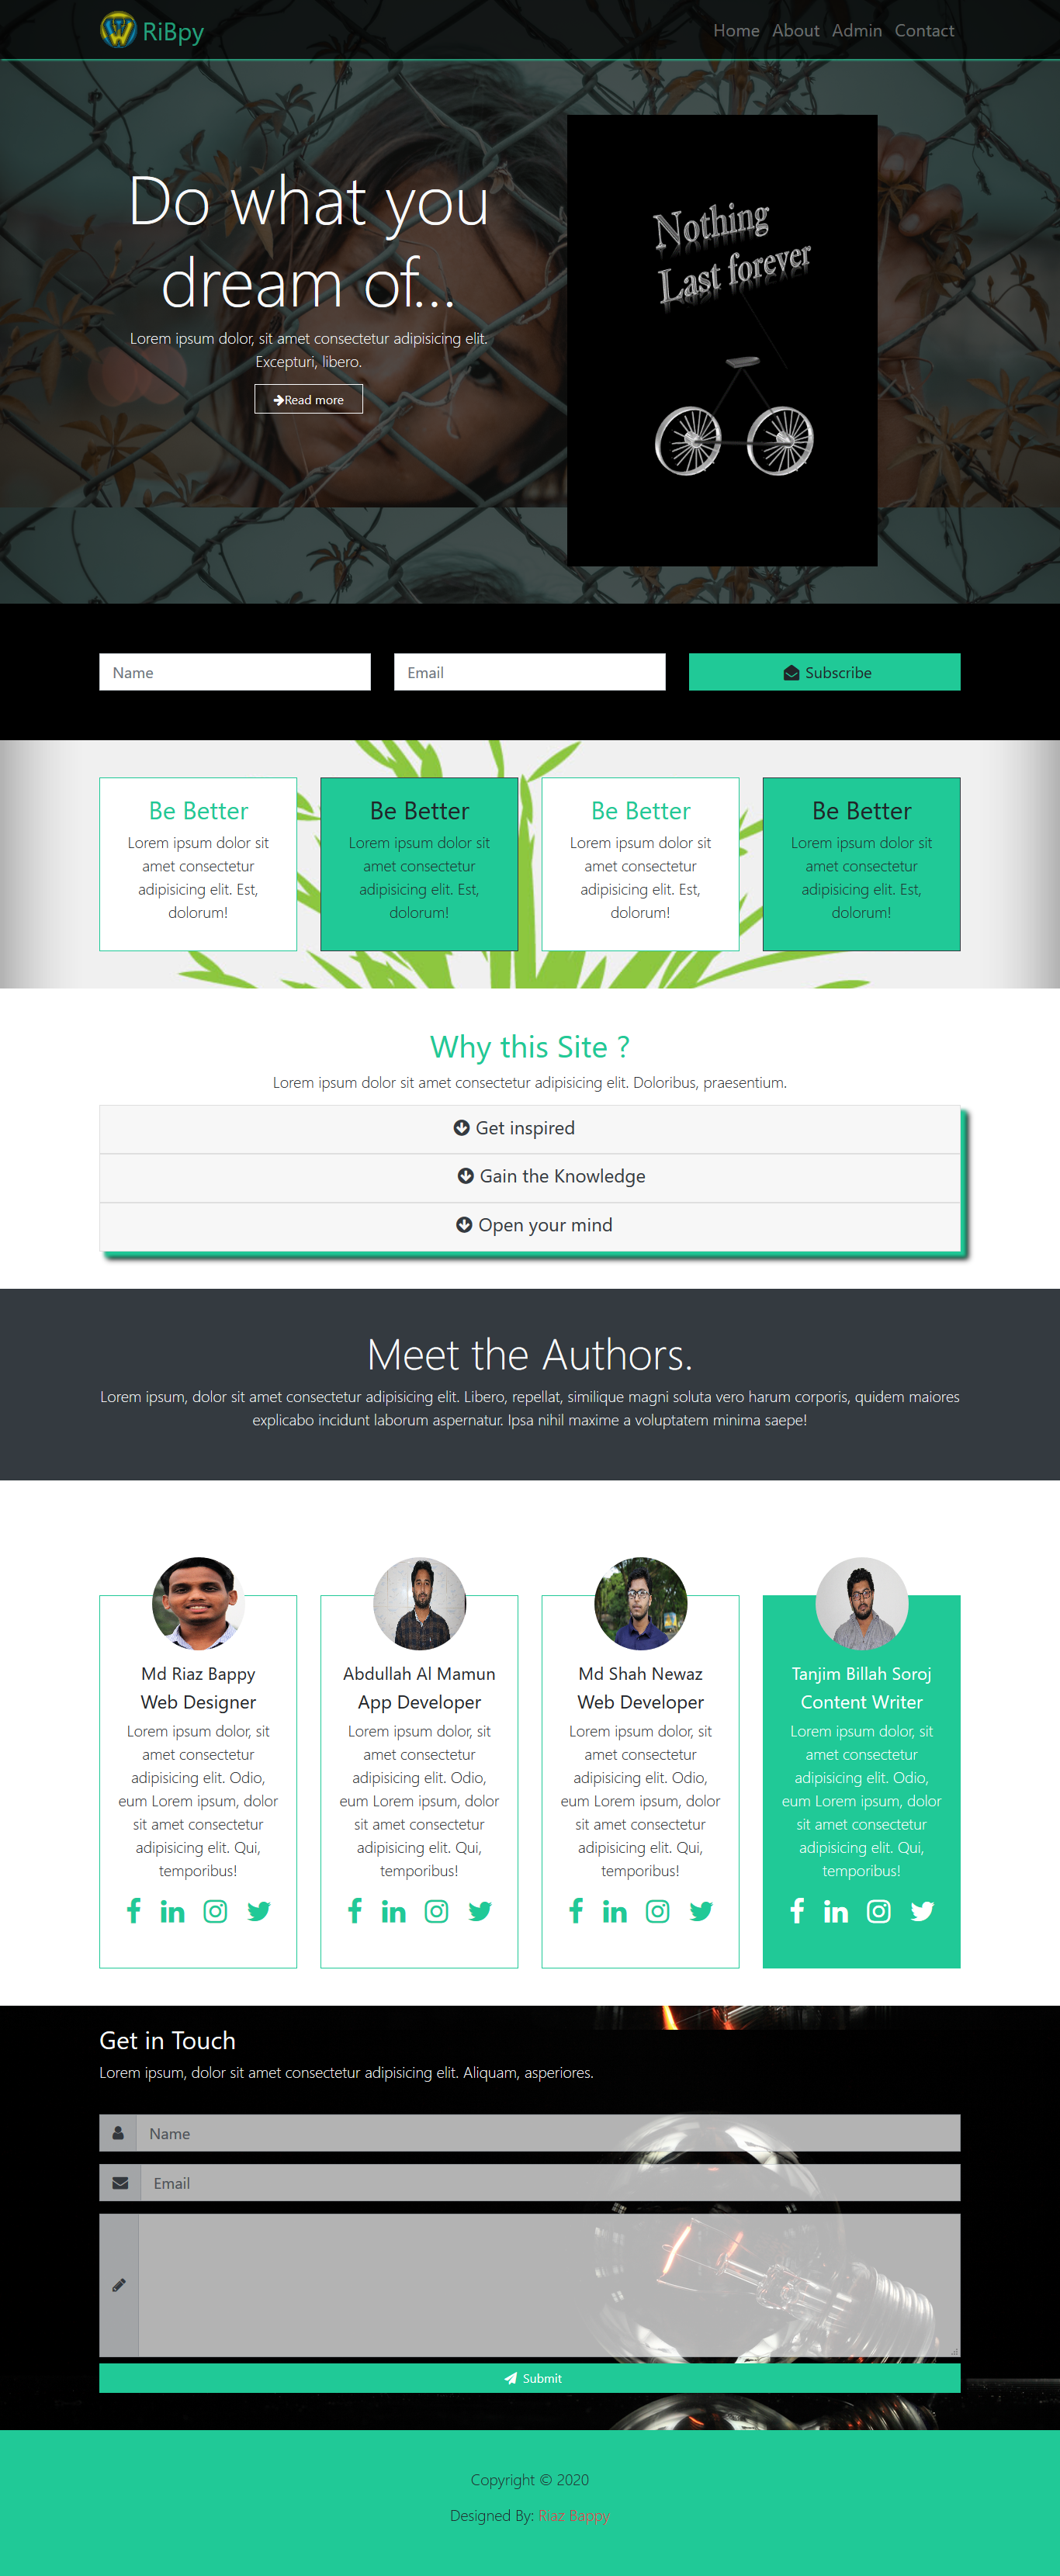 RiBpy
Home About Admin Contact
Do what you
dream of...
Lorem ipsum dolor, sit amet consectetur adipisicing elit.
Excepturi, libero.
Read more
Nothing
Last forever
Name
Email
Subscribe
Be Better
Lorem ipsum dolor sit
amet consectetur
adipisicing elit. Est,
dolorum!
Be Better
Lorem ipsum dolor sit
amet consectetur
adipisicing elit. Est,
dolorum!
Be Better
Lorem ipsum dolor sit
amet consectetur
adipisicing elit. Est,
dolorum!
Be Better
Lorem ipsum dolor sit
amet consectetur
adipisicing elit. Est,
dolorum!
Why this Site ?
Lorem ipsum dolor sit amet consectetur adipisicing elit. Doloribus, praesentium.
Get inspired
Gain the Knowledge
Open your mind
Meet the Authors.
Lorem ipsum, dolor sit amet consectetur adipisicing elit. Libero, repellat, similique magni soluta vero harum corporis, quidem maiores
explicabo incidunt laborum aspernatur. Ipsa nihil maxime a voluptatem minima saepe!
Md Riaz Bappy
Web Designer
Lorem ipsum dolor, sit
amet consectetur
adipisicing elit. Odio,
eum Lorem ipsum, dolor
sit amet consectetur
adipisicing elit. Qui,
temporibus!
Abdullah Al Mamun
App Developer
Lorem ipsum dolor, sit
amet consectetur
adipisicing elit. Odio,
eum Lorem ipsum, dolor
sit amet consectetur
adipisicing elit. Qui,
temporibus!
Md Shah Newaz
Web Developer
Lorem ipsum dolor, sit
amet consectetur
adipisicing elit. Odio,
eum Lorem ipsum, dolor
sit amet consectetur
adipisicing elit. Qui,
temporibus!
Tanjim Billah Soroj
Content Writer
Lorem ipsum dolor, sit
amet consectetur
adipisicing elit. Odio,
eum Lorem ipsum, dolor
sit amet consectetur
adipisicing elit. Qui,
temporibus!
Get in Touch
Lorem ipsum, dolor sit amet consectetur adipisicing elit. Aliquam, asperiores.
Name
Email
Submit
Copyright © 2020
Designed By: Riaz Bappy